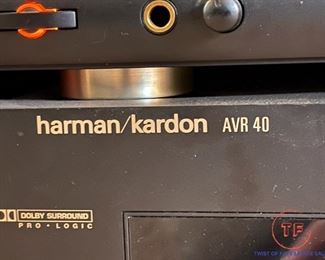 harman/kardon AVR 40
DOLBY SURROUND
PRO • LOGIC
TF